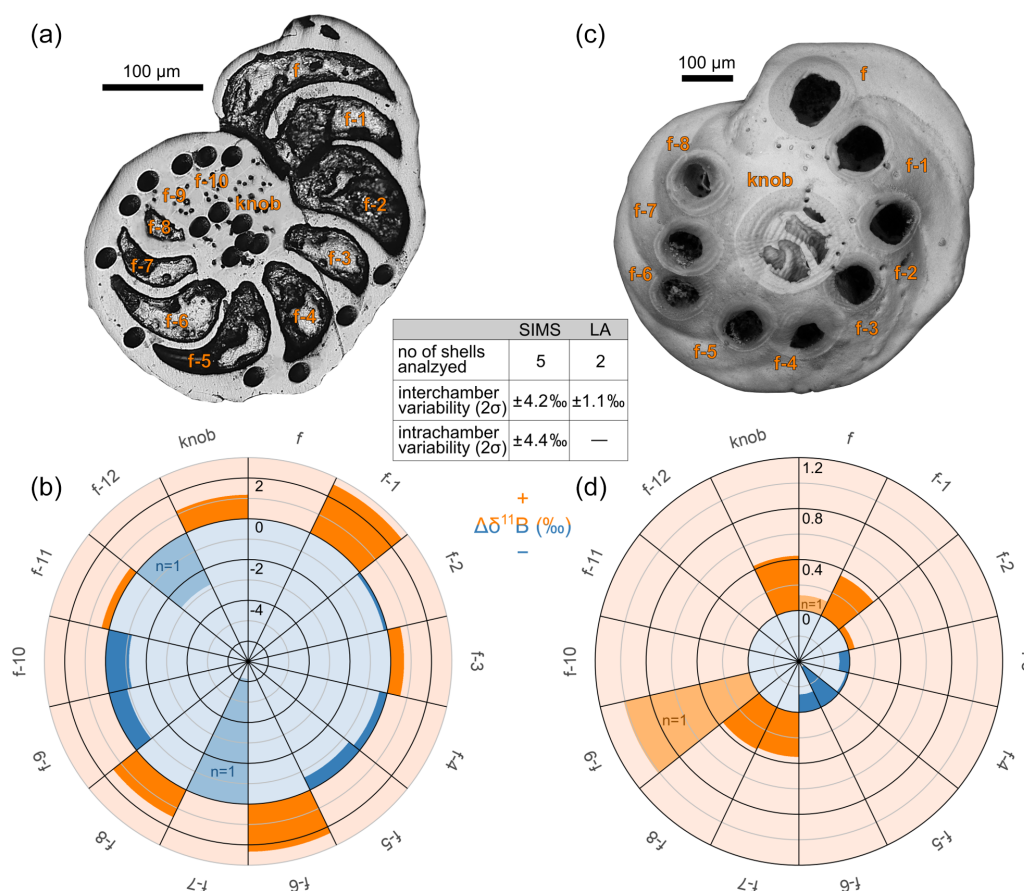 (a)
100 μm
f
f-1
f-2
f-3
f-4
f-5
f-6
f-7
f-8
f-9
f-10
knob
(c)
100 μm
f
f-1
f-2
f-3
f-4
f-5
f-6
f-7
f-8
knob
SIMS LA
no of shells
analzyed
5 2
interchamber
variability (2σ)
±4.2‰ ±1.1‰
intrachamber
variability (2σ)
±4.4‰ —
(b)
knob
f
f-1
f-2
f-3
f-4
f-5
f-6
f-7
f-8
f-9
f-10
f-11
f-12
2
0
-2
-4
n=1
n=1
+
Δδ¹¹B (‰)
−
(d)
knob
f
f-1
f-2
f-4
f-5
f-6
f-7
f-8
f-9
f-10
f-11
f-12
1.2
0.8
0.4
0
n=1
n=1